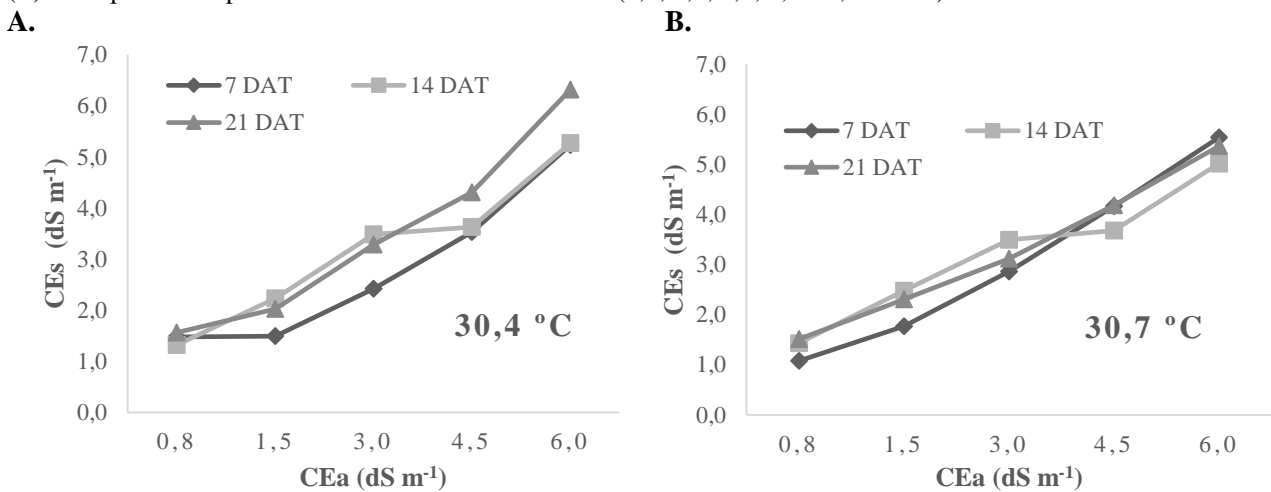 A.
7,0
6,0
5,0
4,0
3,0
2,0
1,0
0,0
CEs (dS m⁻¹)
7 DAT
14 DAT
21 DAT
30,4 ºC
0,8 1,5 3,0 4,5 6,0
CEa (dS m⁻¹)
B.
7,0
6,0
5,0
4,0
3,0
2,0
1,0
0,0
CEs (dS m⁻¹)
7 DAT
14 DAT
21 DAT
30,7 ºC
0,8 1,5 3,0 4,5 6,0
CEa (dS m⁻¹)